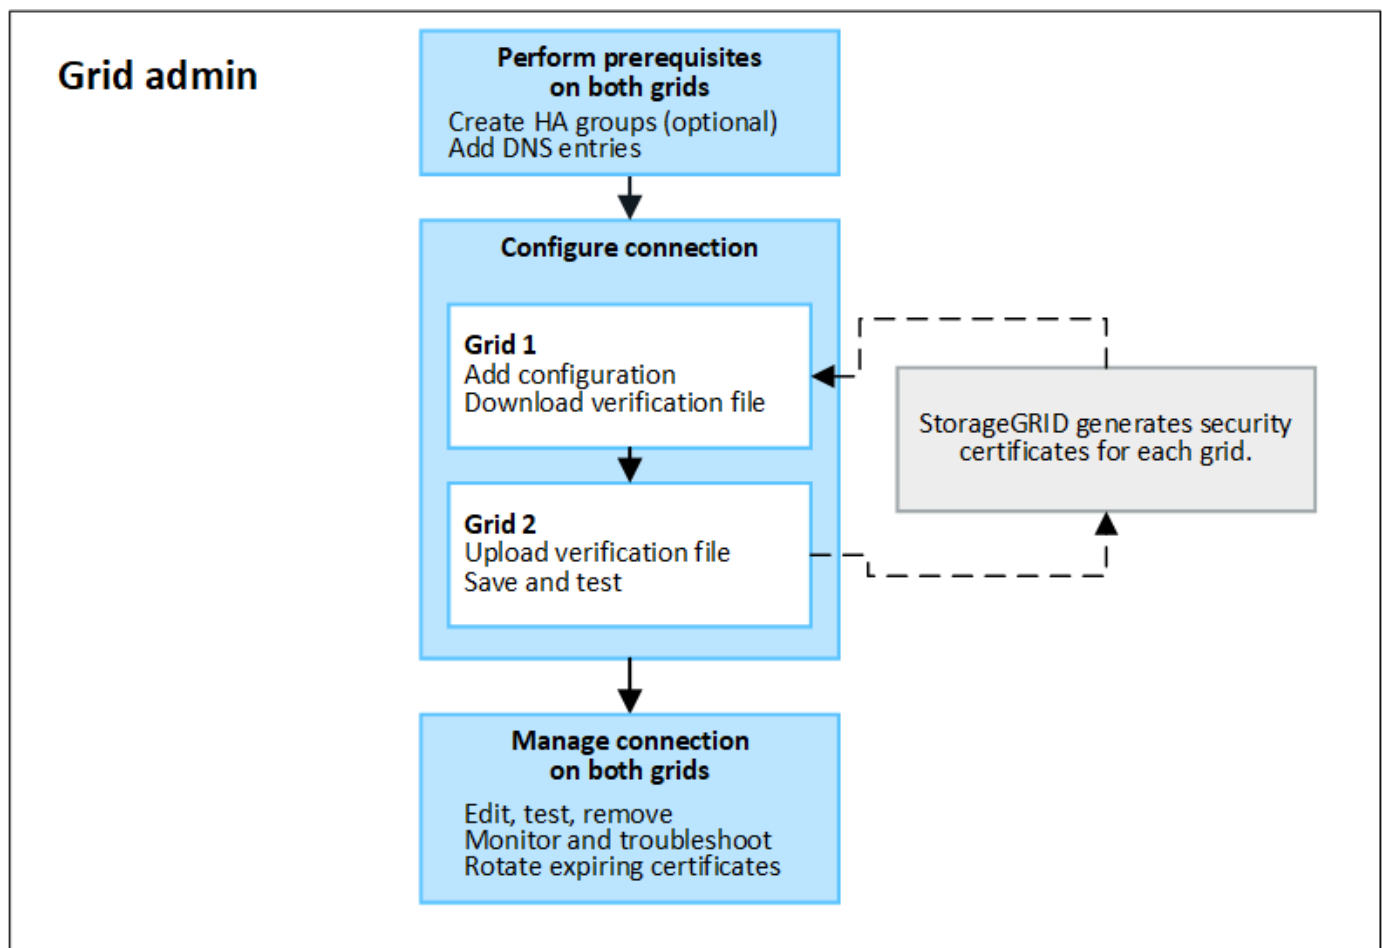 Grid admin
Perform prerequisites
on both grids
Create HA groups (optional)
Add DNS entries
Configure connection
Grid 1
Add configuration
Download verification file
StorageGRID generates security
certificates for each grid.
Grid 2
Upload verification file
Save and test
Manage connection
on both grids
Edit, test, remove
Monitor and troubleshoot
Rotate expiring certificates